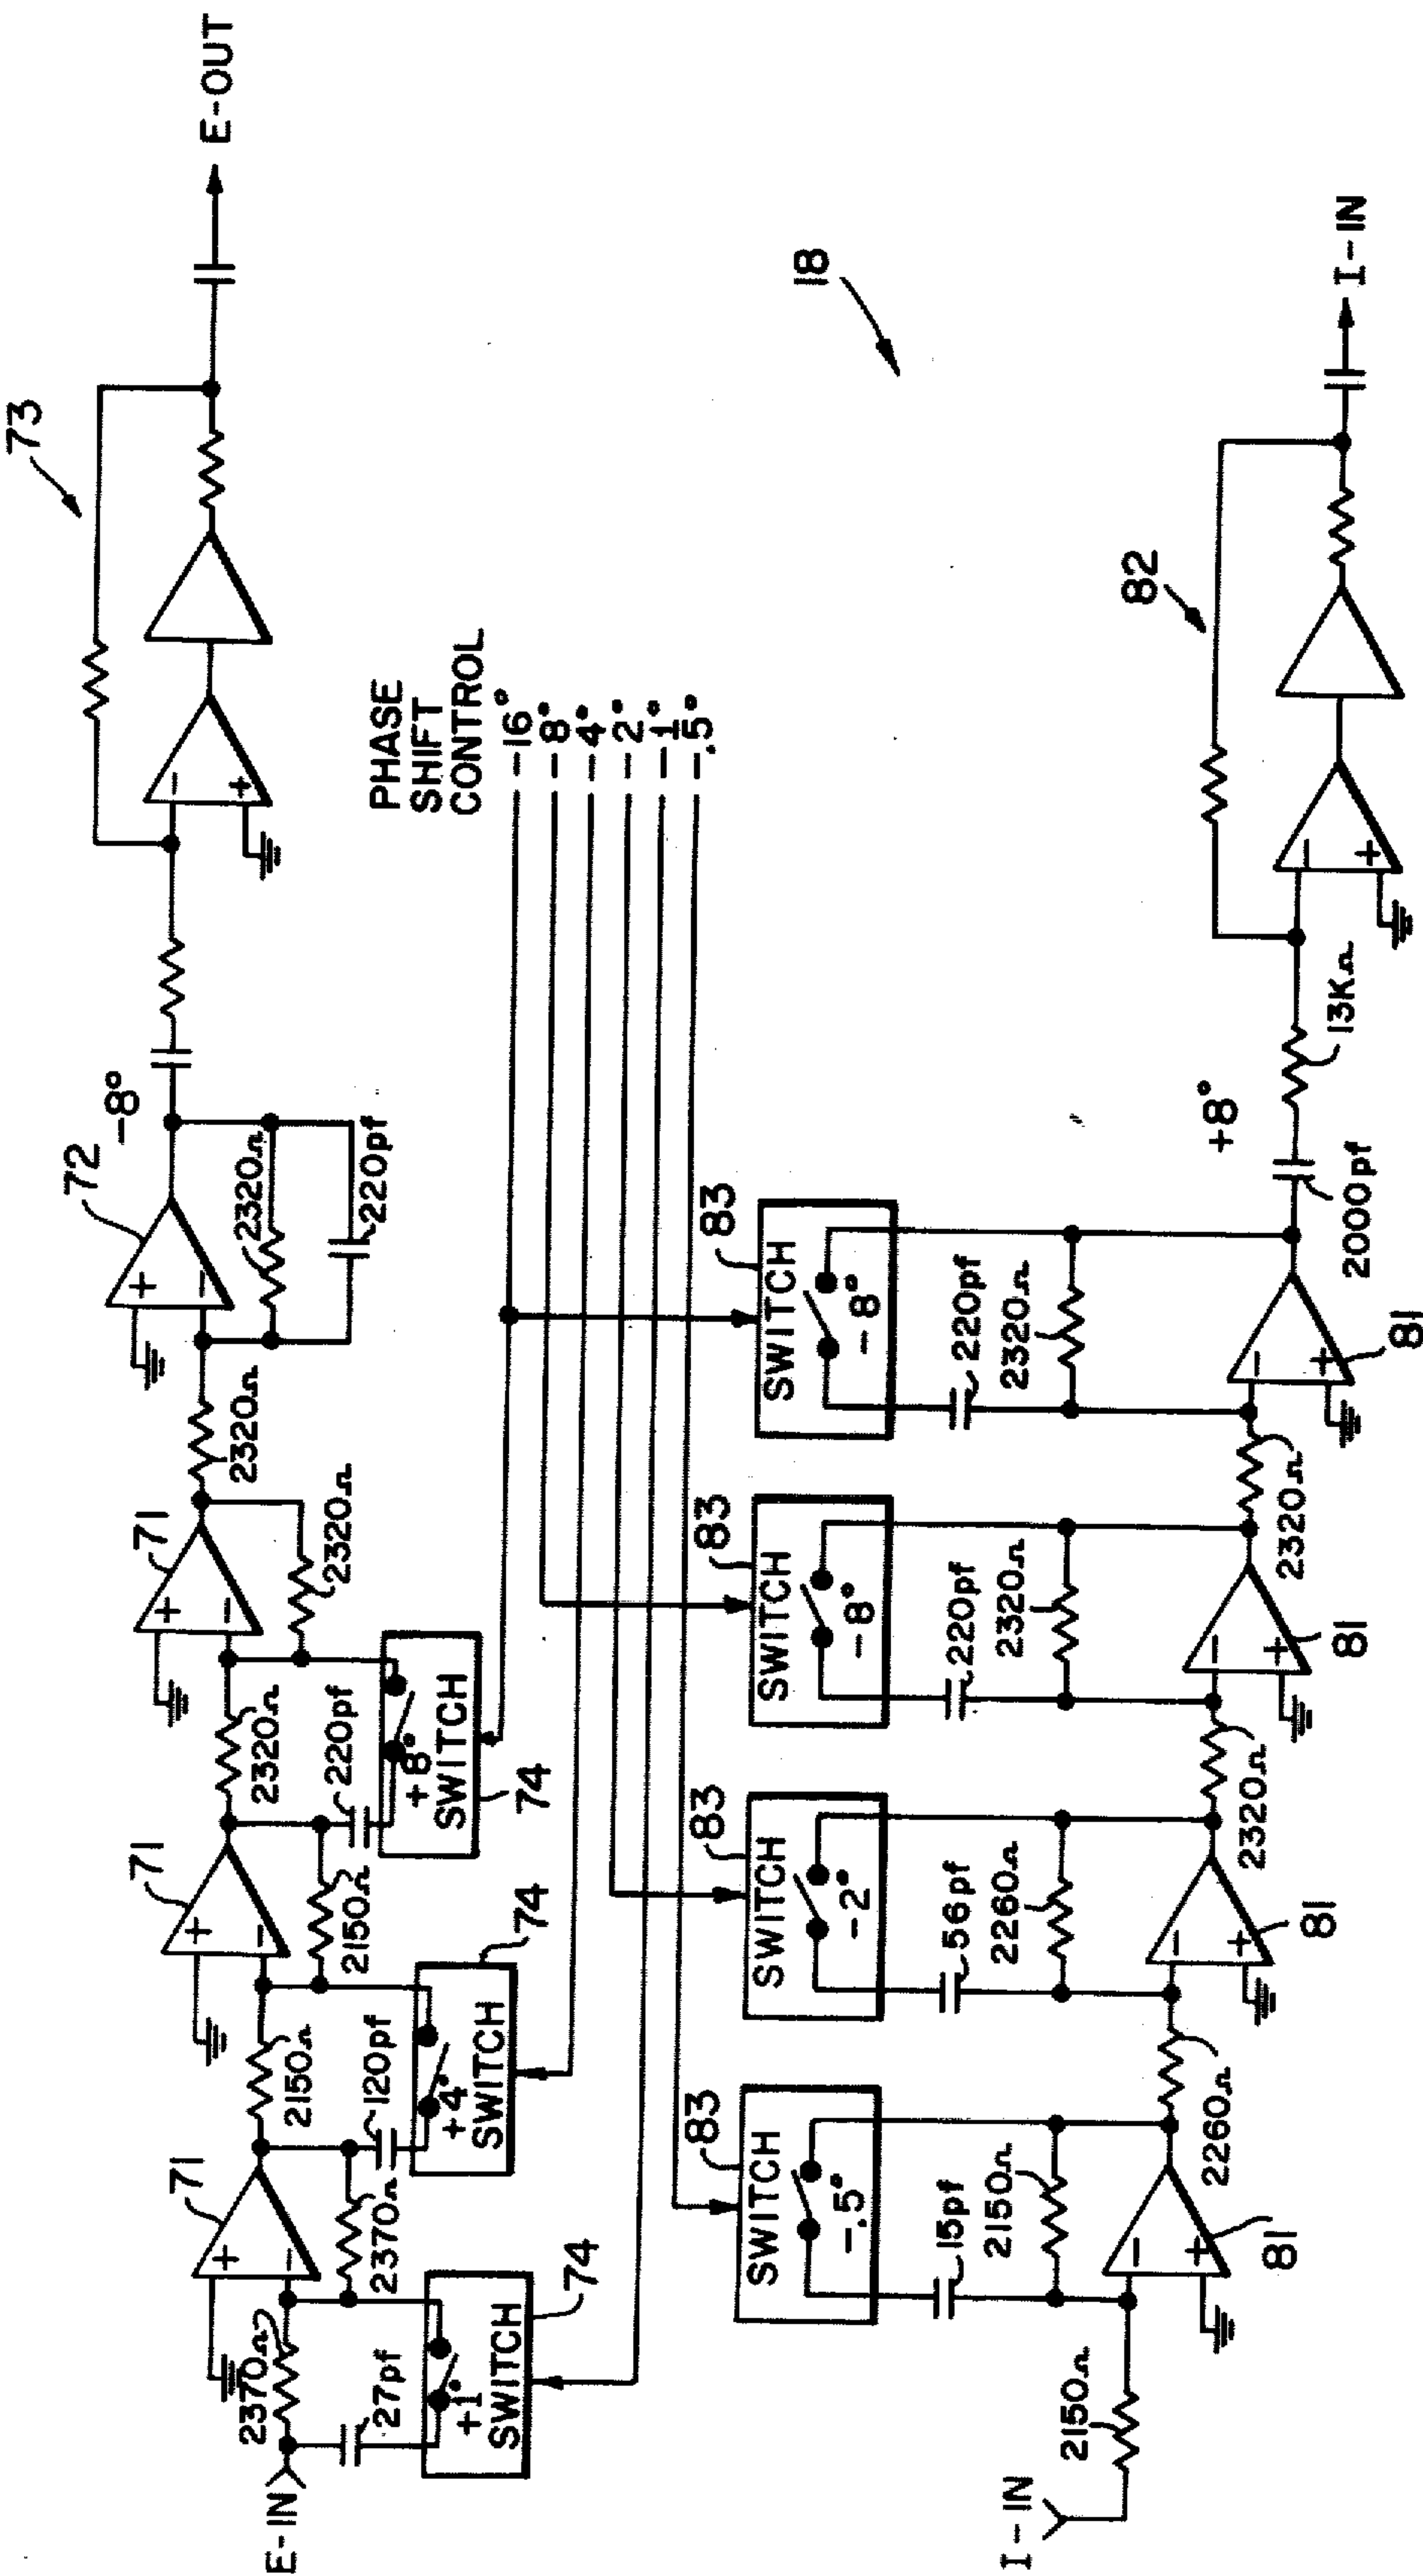 E-IN
2370Ω
27pf
+1°
SWITCH
74
71
+
-
2370Ω
120pf
+4°
SWITCH
74
2150Ω
71
+
-
2150Ω
220pf
+8°
SWITCH
74
2320Ω
71
+
-
2320Ω
2320Ω
72
-8°
+
-
2320Ω
220pf
73
-
+
E-OUT
PHASE
SHIFT
CONTROL
-16°
-8°
-4°
-2°
-1°
-.5°
18
I-IN
2150Ω
83
SWITCH
-.5°
15pf
2150Ω
-
+
81
2260Ω
83
SWITCH
-2°
56pf
2260Ω
-
+
81
2320Ω
83
SWITCH
-8°
220pf
2320Ω
-
+
81
2320Ω
83
SWITCH
-8°
220pf
2320Ω
-
+
81
+8°
2000pf
13KΩ
82
-
+
I-IN